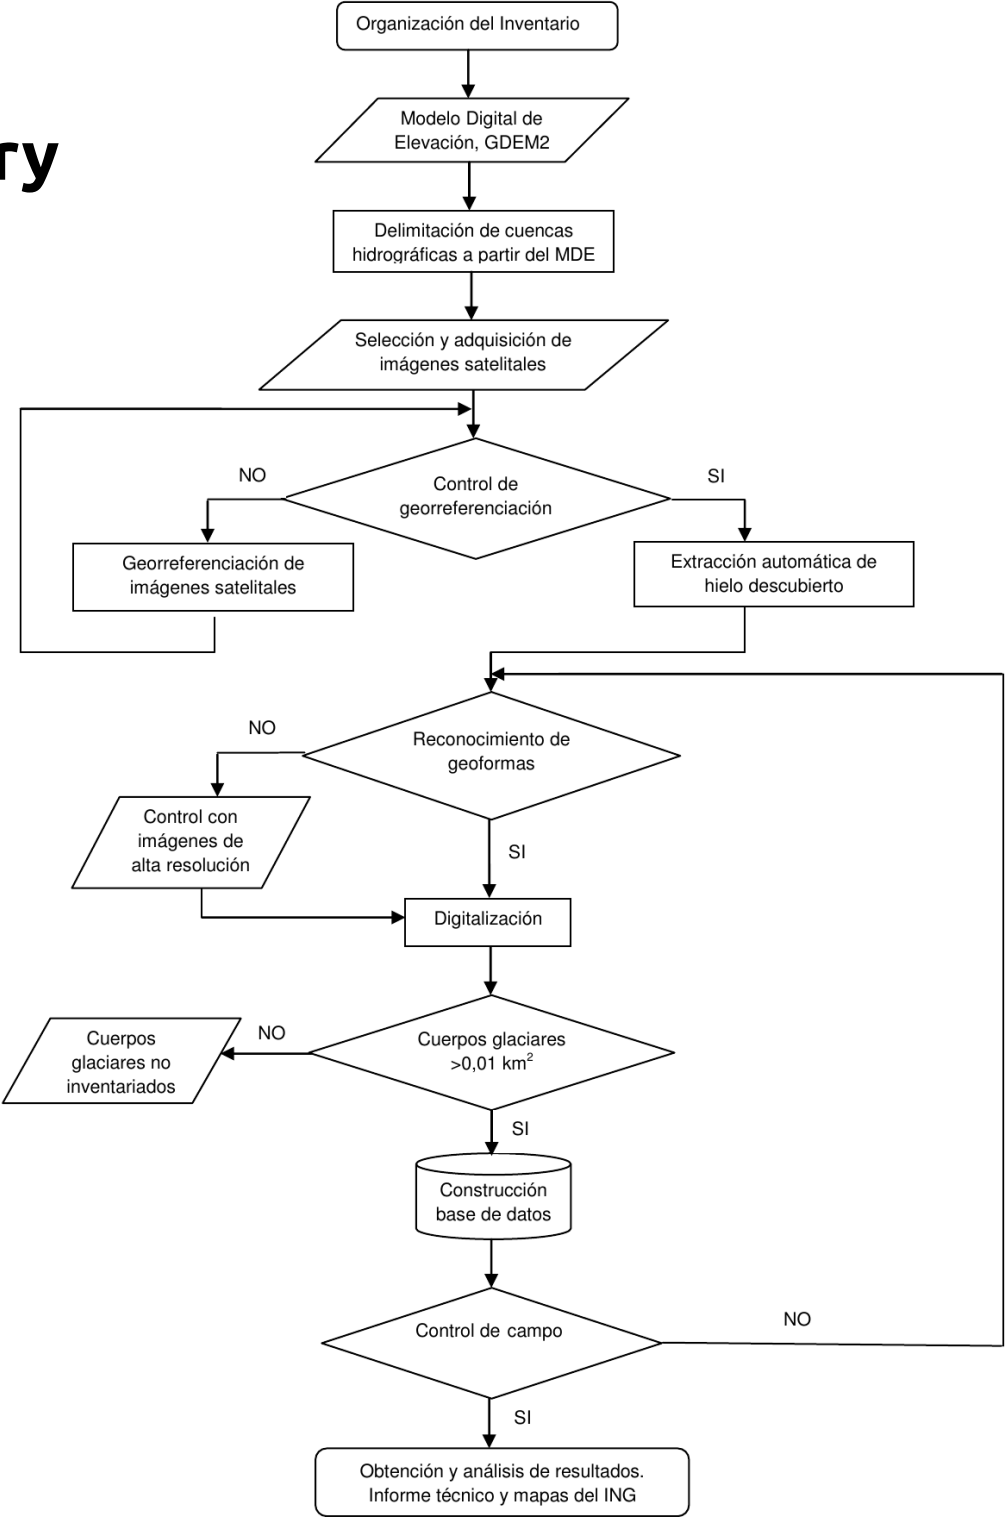 Organización del Inventario
ry
Modelo Digital de
Elevación, GDEM2
Delimitación de cuencas
hidrográficas a partir del MDE
Selección y adquisición de
imágenes satelitales
NO
SI
Control de
georreferenciación
Georreferenciación de
imágenes satelitales
Extracción automática de
hielo descubierto
NO
Reconocimiento de
geoformas
Control con
imágenes de
alta resolución
SI
Digitalización
NO
Cuerpos glaciares
>0,01 km²
Cuerpos
glaciares no
inventariados
SI
Construcción
base de datos
Control de campo
NO
SI
Obtención y análisis de resultados.
Informe técnico y mapas del ING